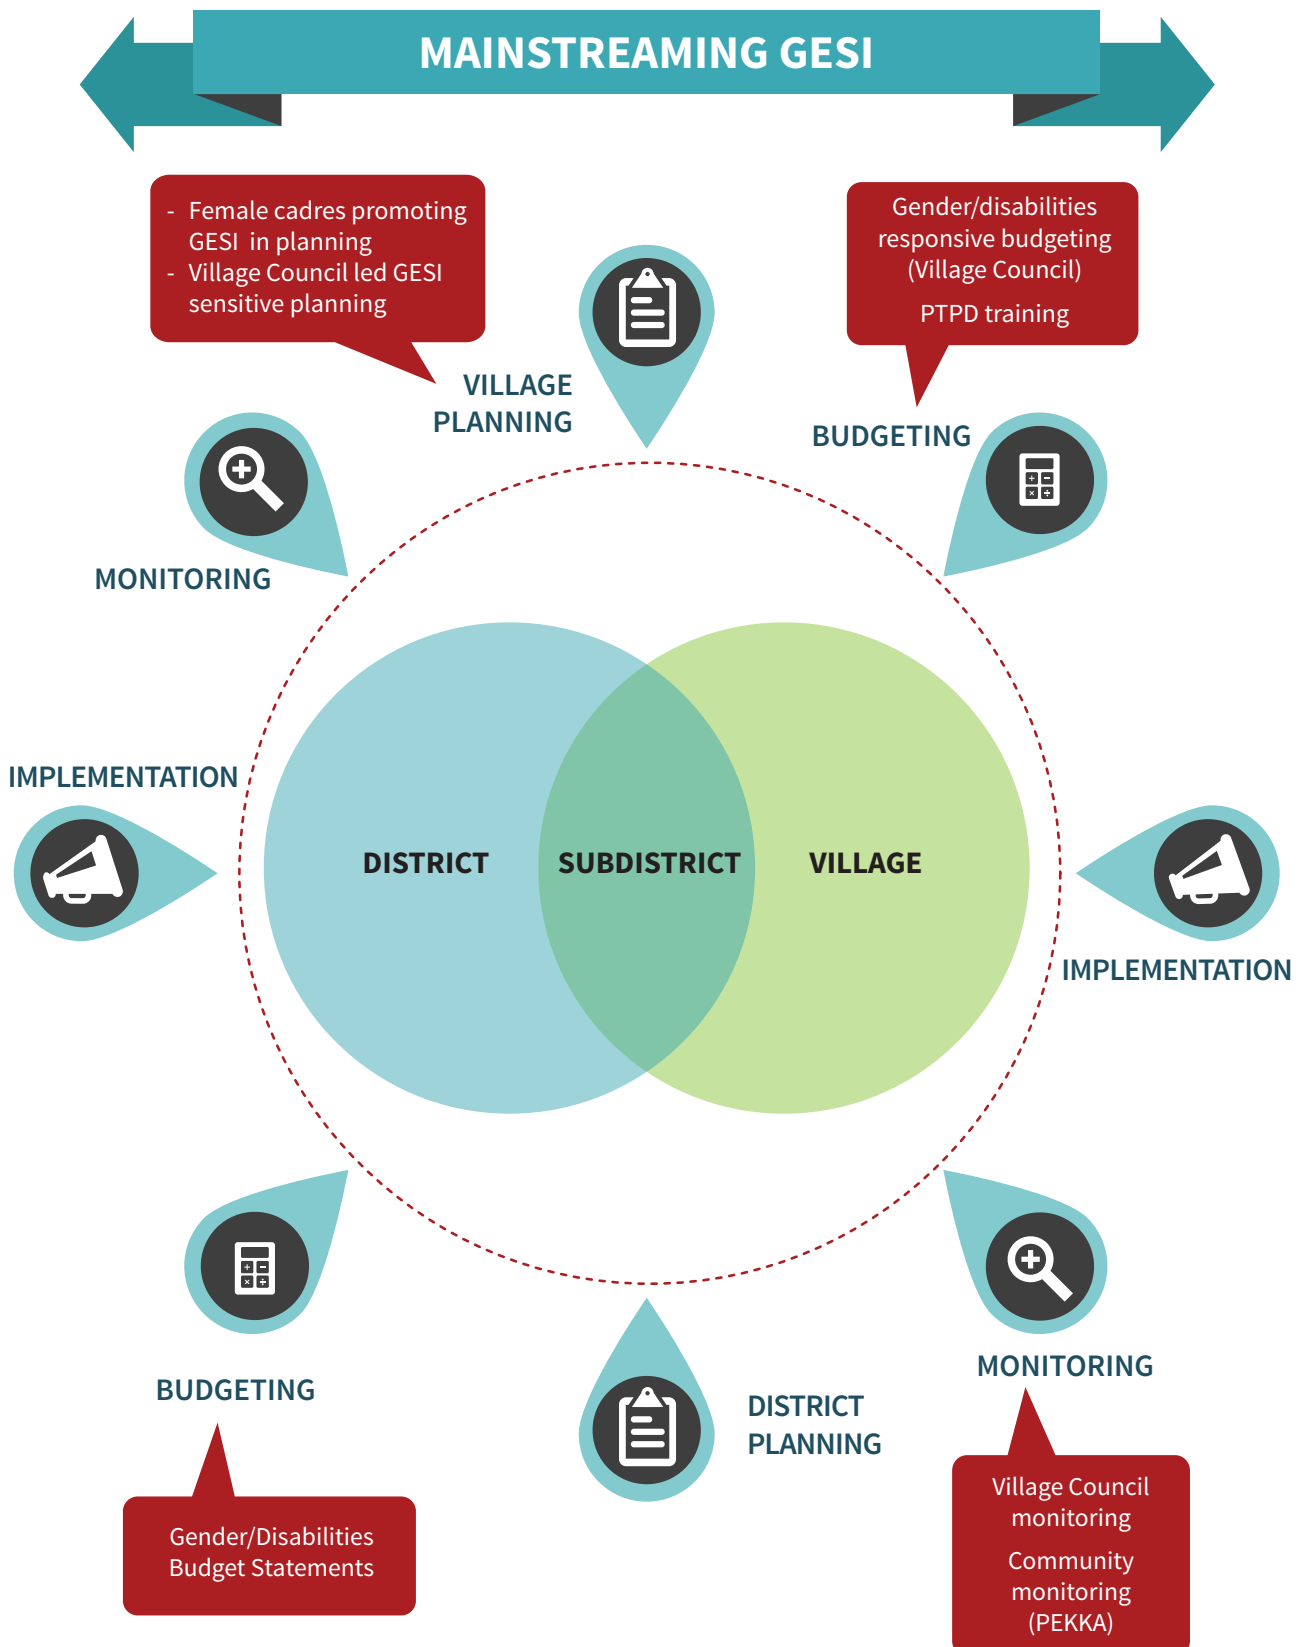 MAINSTREAMING GESI
- Female cadres promoting
GESI in planning
- Village Council led GESI
sensitive planning
Gender/disabilities
responsive budgeting
(Village Council)
PTPD training
VILLAGE
PLANNING
BUDGETING
MONITORING
IMPLEMENTATION
DISTRICT
SUBDISTRICT
VILLAGE
IMPLEMENTATION
BUDGETING
Gender/Disabilities
Budget Statements
DISTRICT
PLANNING
MONITORING
Village Council
monitoring
Community
monitoring
(PEKKA)